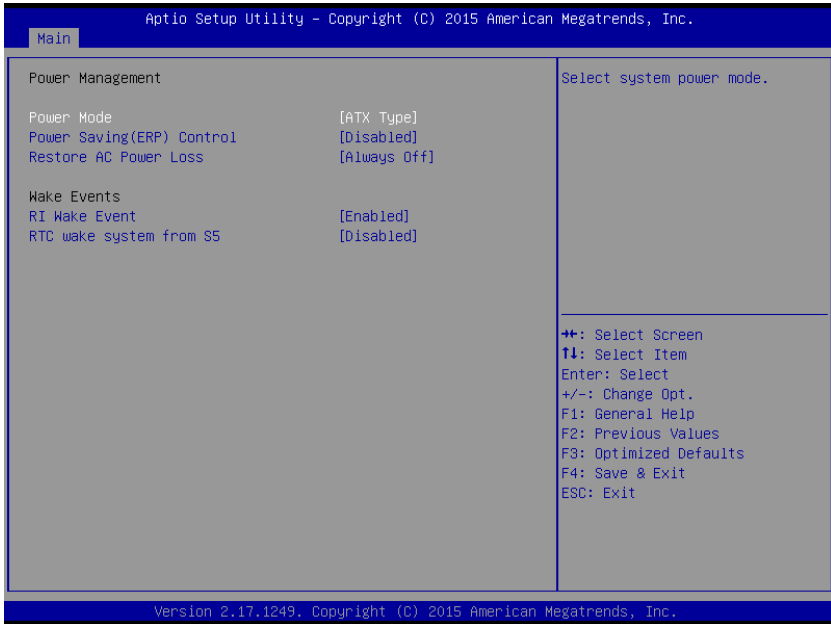 Aptio Setup Utility – Copyright (C) 2015 American Megatrends, Inc.
Main
Power Management
Power Mode [ATX Type]
Power Saving(ERP) Control [Disabled]
Restore AC Power Loss [Always Off]
Wake Events
RI Wake Event [Enabled]
RTC wake system from S5 [Disabled]
Select system power mode.
→←: Select Screen
↑↓: Select Item
Enter: Select
+/-: Change Opt.
F1: General Help
F2: Previous Values
F3: Optimized Defaults
F4: Save & Exit
ESC: Exit
Version 2.17.1249. Copyright (C) 2015 American Megatrends, Inc.